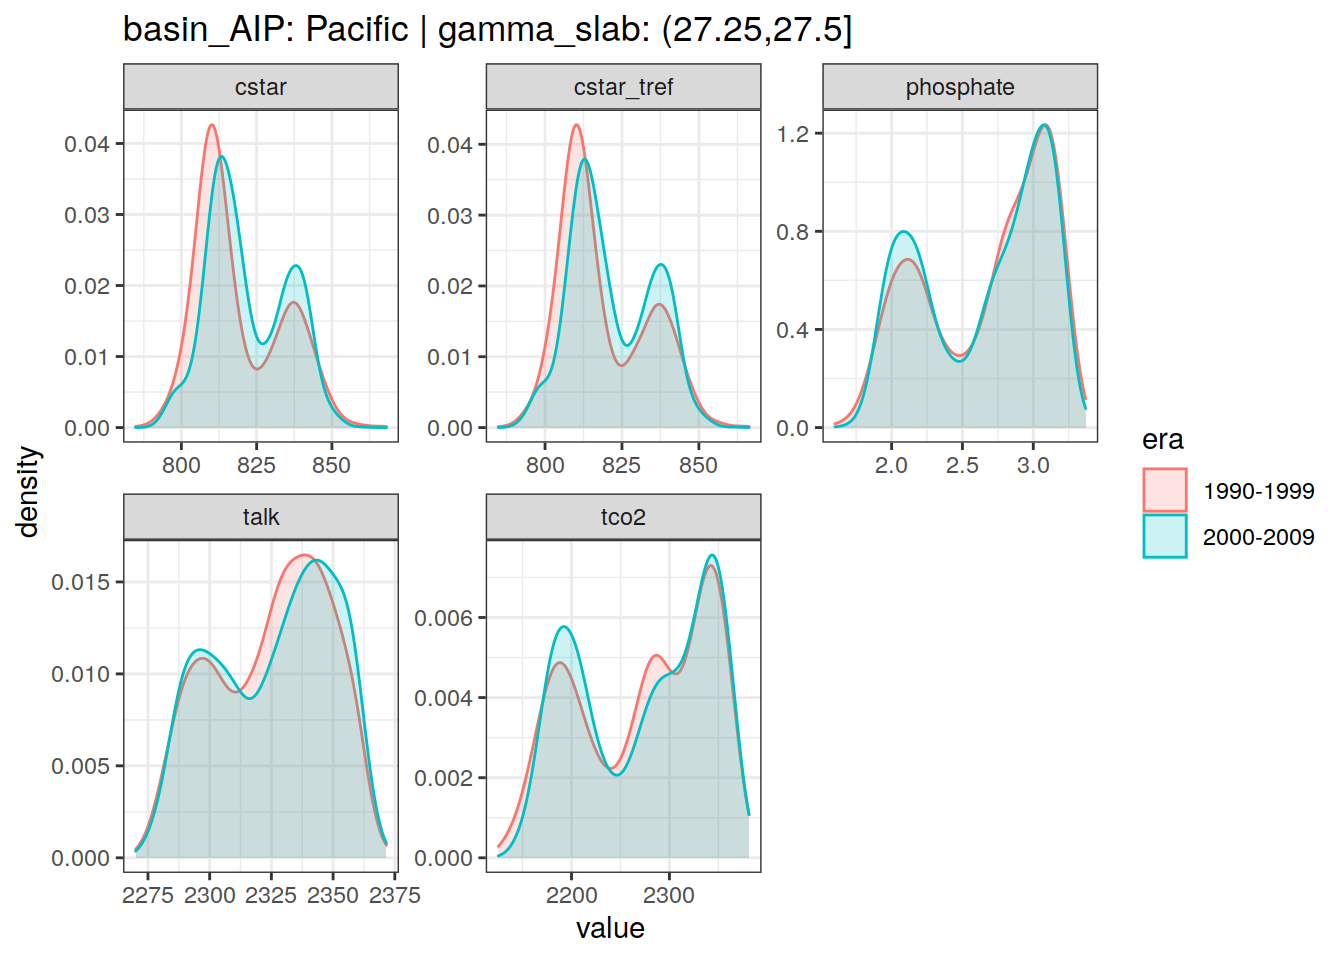 basin_AIP: Pacific | gamma_slab: (27.25,27.5]
cstar
cstar_tref
phosphate
0.04
0.03
0.02
0.01
0.00
0.04
0.03
0.02
0.01
0.00
1.2
0.8
0.4
0.0
800 825 850
800 825 850
2.0 2.5 3.0
talk
tco2
0.015
0.010
0.005
0.000
0.006
0.004
0.002
0.000
2275 2300 2325 2350 2375
2200 2300
density
value
era
1990-1999
2000-2009